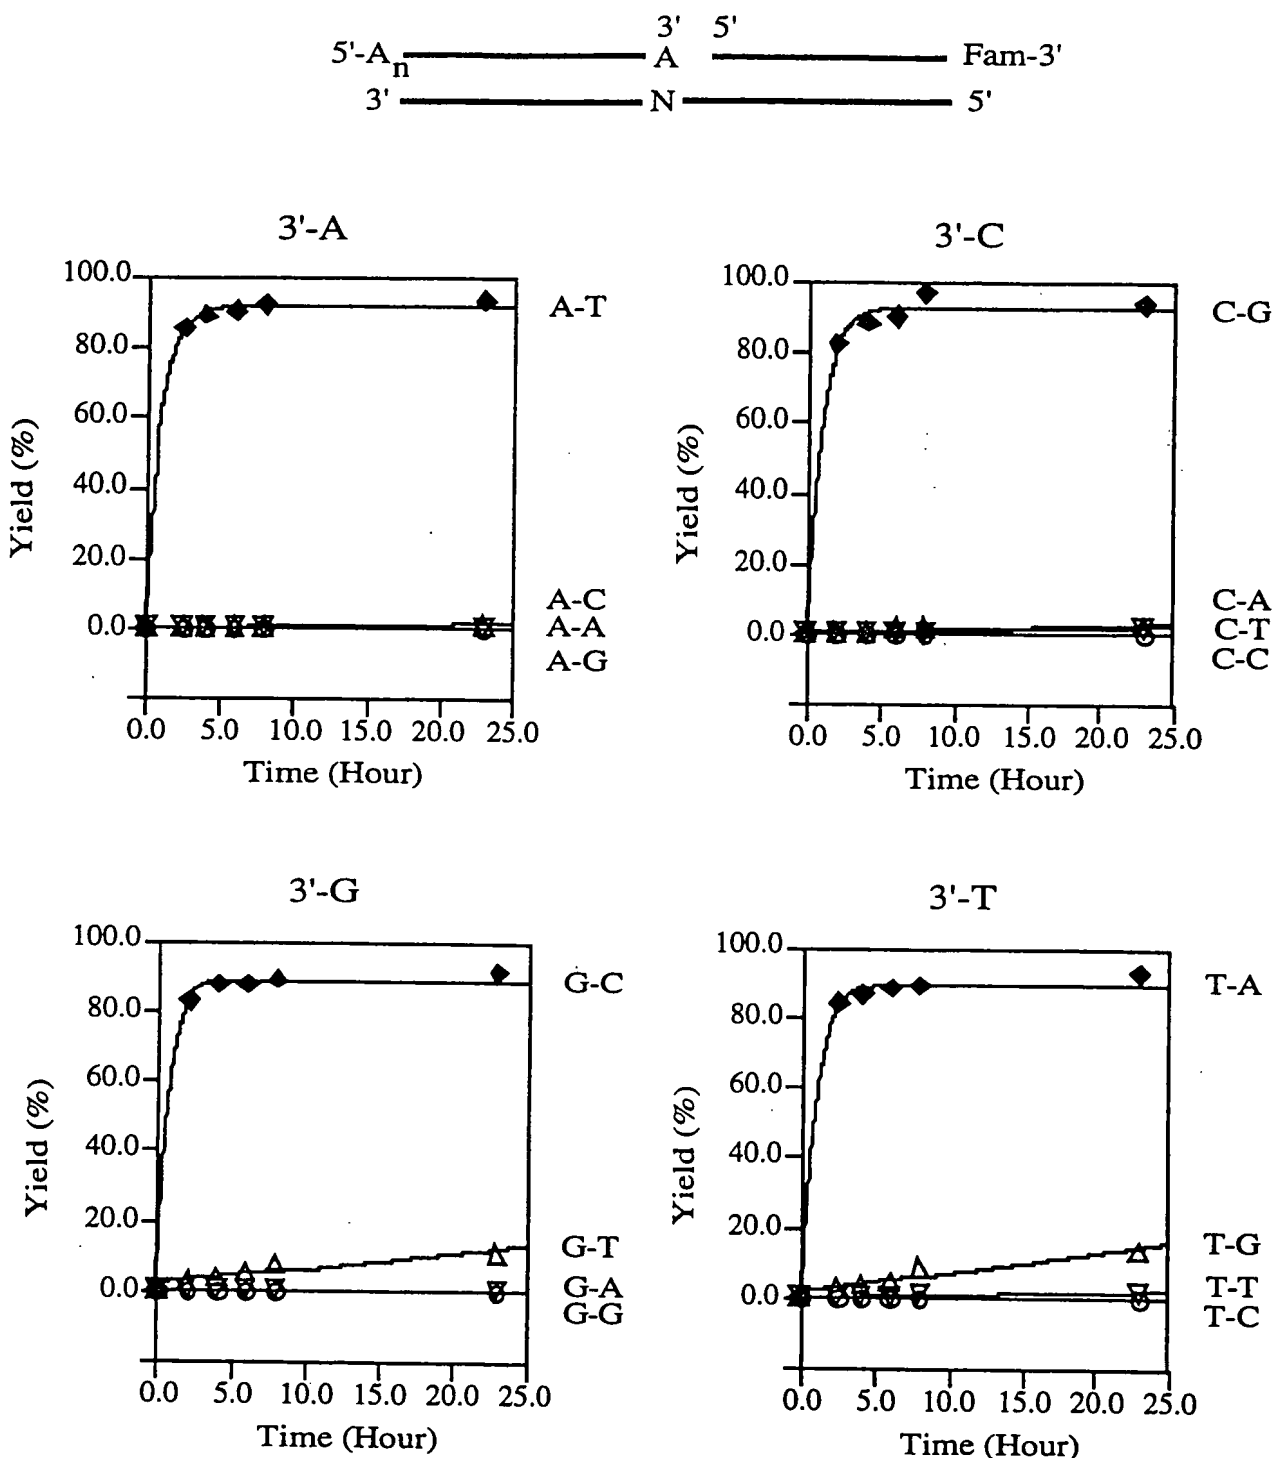 3' 5'
5'-An A Fam-3'
3' N 5'
3'-A
100.0
80.0
60.0
40.0
20.0
0.0
Yield (%)
A-T
A-C
A-A
A-G
0.0 5.0 10.0 15.0 20.0 25.0
Time (Hour)
3'-C
100.0
80.0
60.0
40.0
20.0
0.0
Yield (%)
C-G
C-A
C-T
C-C
0.0 5.0 10.0 15.0 20.0 25.0
Time (Hour)
3'-G
100.0
80.0
60.0
40.0
20.0
0.0
Yield (%)
G-C
G-T
G-A
G-G
0.0 5.0 10.0 15.0 20.0 25.0
Time (Hour)
3'-T
100.0
80.0
60.0
40.0
20.0
0.0
Yield (%)
T-A
T-G
T-T
T-C
0.0 5.0 10.0 15.0 20.0 25.0
Time (Hour)